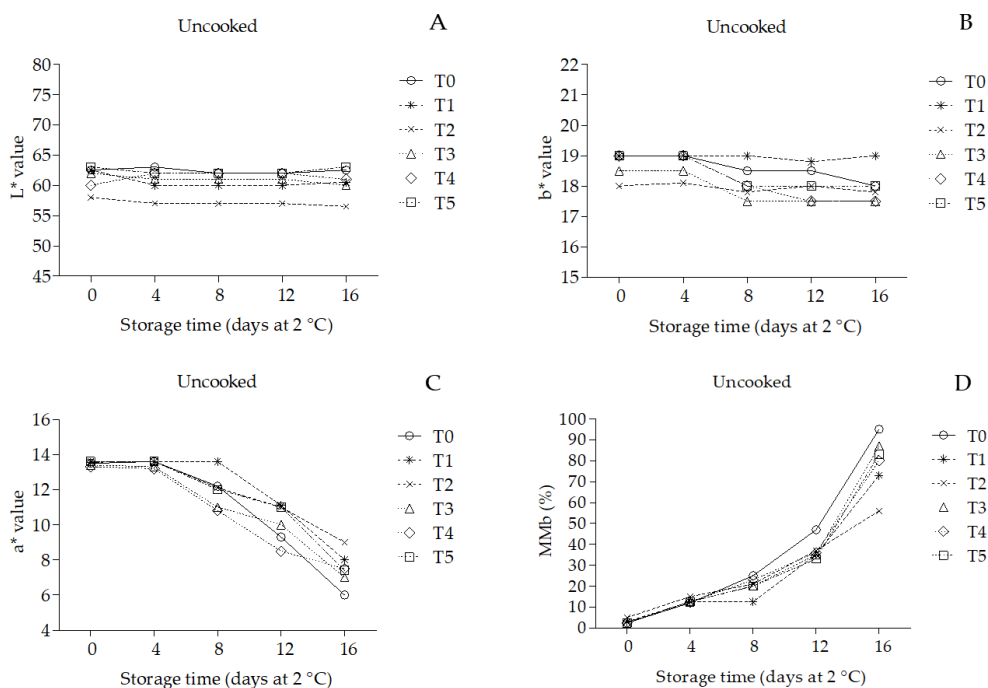 Uncooked
A
80
75
70
65
60
55
50
45
L* value
0 4 8 12 16
Storage time (days at 2 °C)
T0
T1
T2
T3
T4
T5
Uncooked
B
22
21
20
19
18
17
16
15
b* value
0 4 8 12 16
Storage time (days at 2 °C)
T0
T1
T2
T3
T4
T5
Uncooked
C
16
14
12
10
8
6
4
a* value
0 4 8 12 16
Storage time (days at 2 °C)
T0
T1
T2
T3
T4
T5
Uncooked
D
100
90
80
70
60
50
40
30
20
10
0
MMb (%)
0 4 8 12 16
Storage time (days at 2 °C)
T0
T1
T2
T3
T4
T5